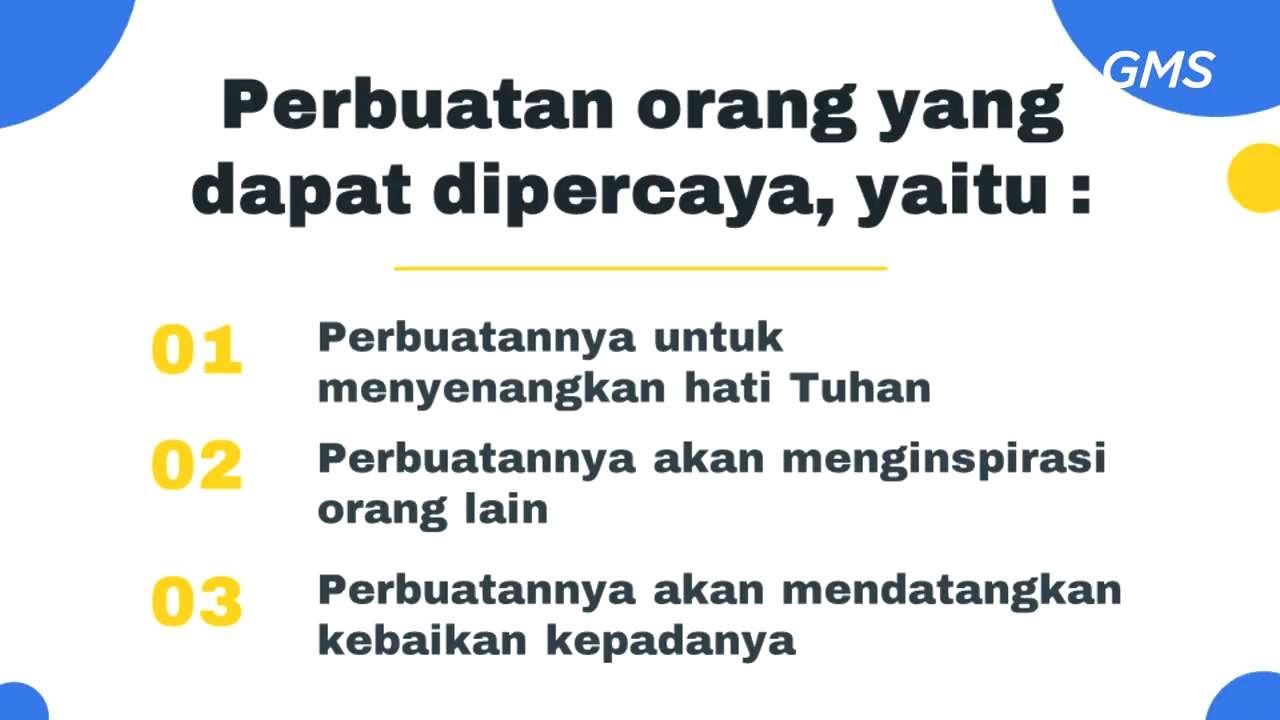 GMS
Perbuatan orang yang
dapat dipercaya, yaitu :
01 Perbuatannya untuk
menyenangkan hati Tuhan
02 Perbuatannya akan menginspirasi
orang lain
03 Perbuatannya akan mendatangkan
kebaikan kepadanya